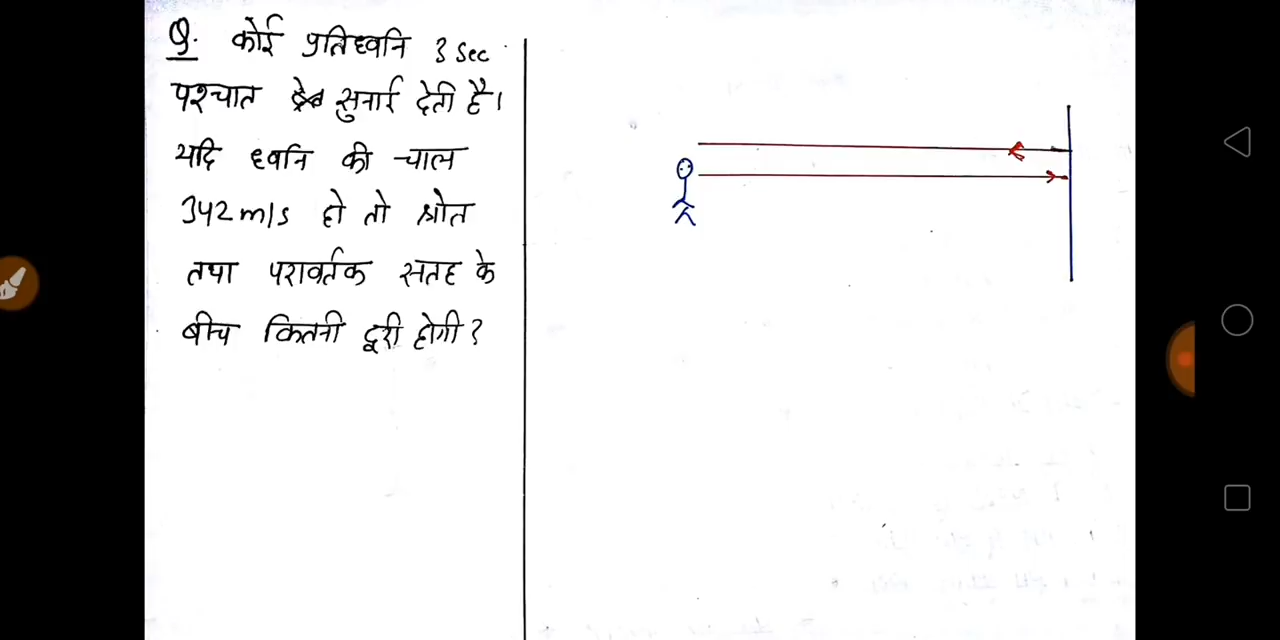 Q. कोई प्रतिध्वनि 3 Sec
पश्चात सुनाई देती है।
यदि ध्वनि की चाल
342 m/s हो तो श्रोत
तथा परावर्तक सतह के
बीच कितनी दूरी होगी?